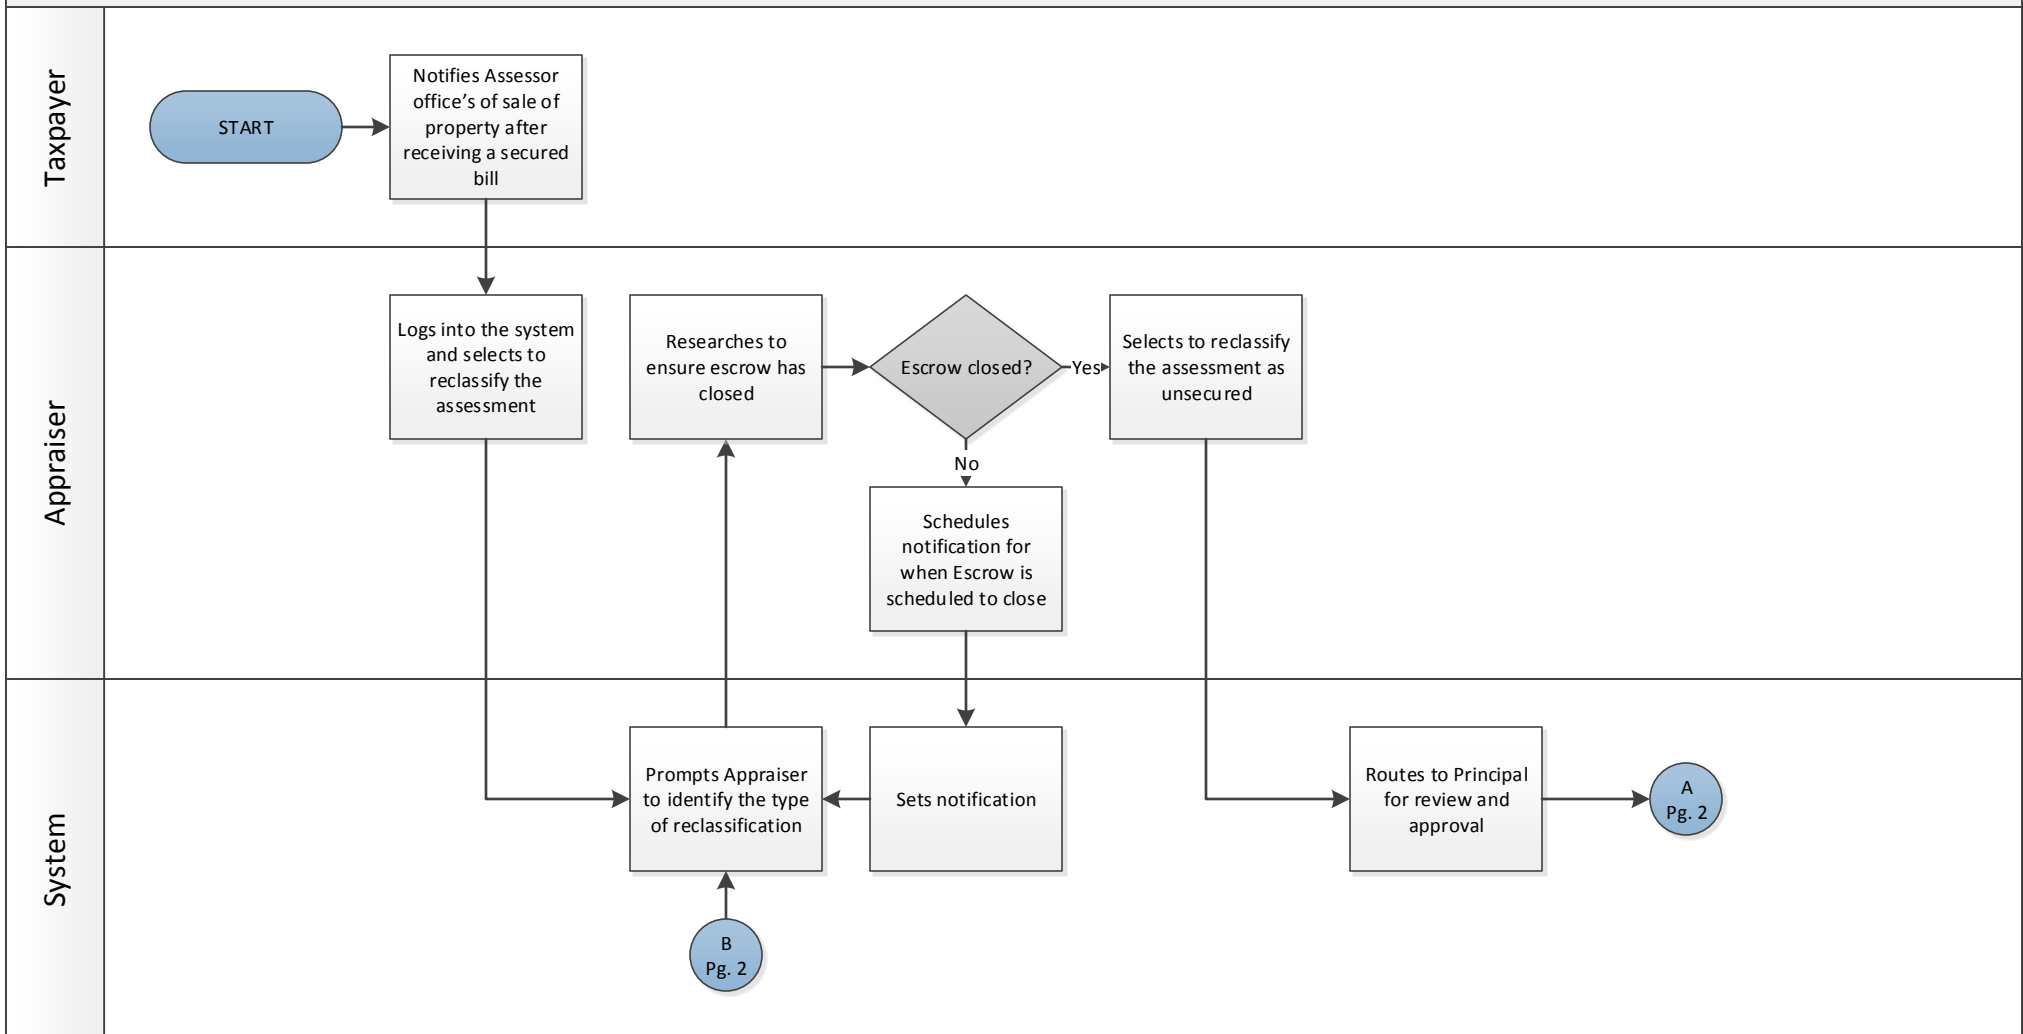 Taxpayer
START
Notifies Assessor
office's of sale of
property after
receiving a secured
bill
Appraiser
Logs into the system
and selects to
reclassify the
assessment
Researches to
ensure escrow has
closed
Escrow closed?
Yes
No
Selects to reclassify
the assessment as
unsecured
Schedules
notification for
when Escrow is
scheduled to close
System
Prompts Appraiser
to identify the type
of reclassification
Sets notification
Routes to Principal
for review and
approval
A
Pg. 2
B
Pg. 2